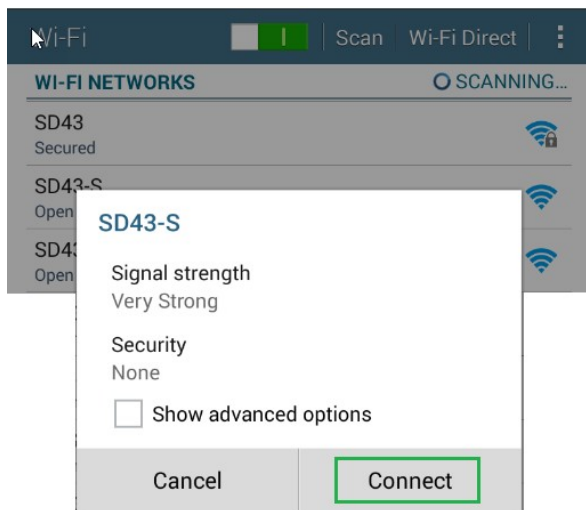 Wi-Fi Scan Wi-Fi Direct
WI-FI NETWORKS SCANNING...
SD43
Secured
SD43-S
Open
SD43
Open
SD43-S
Signal strength
Very Strong
Security
None
Show advanced options
Cancel Connect